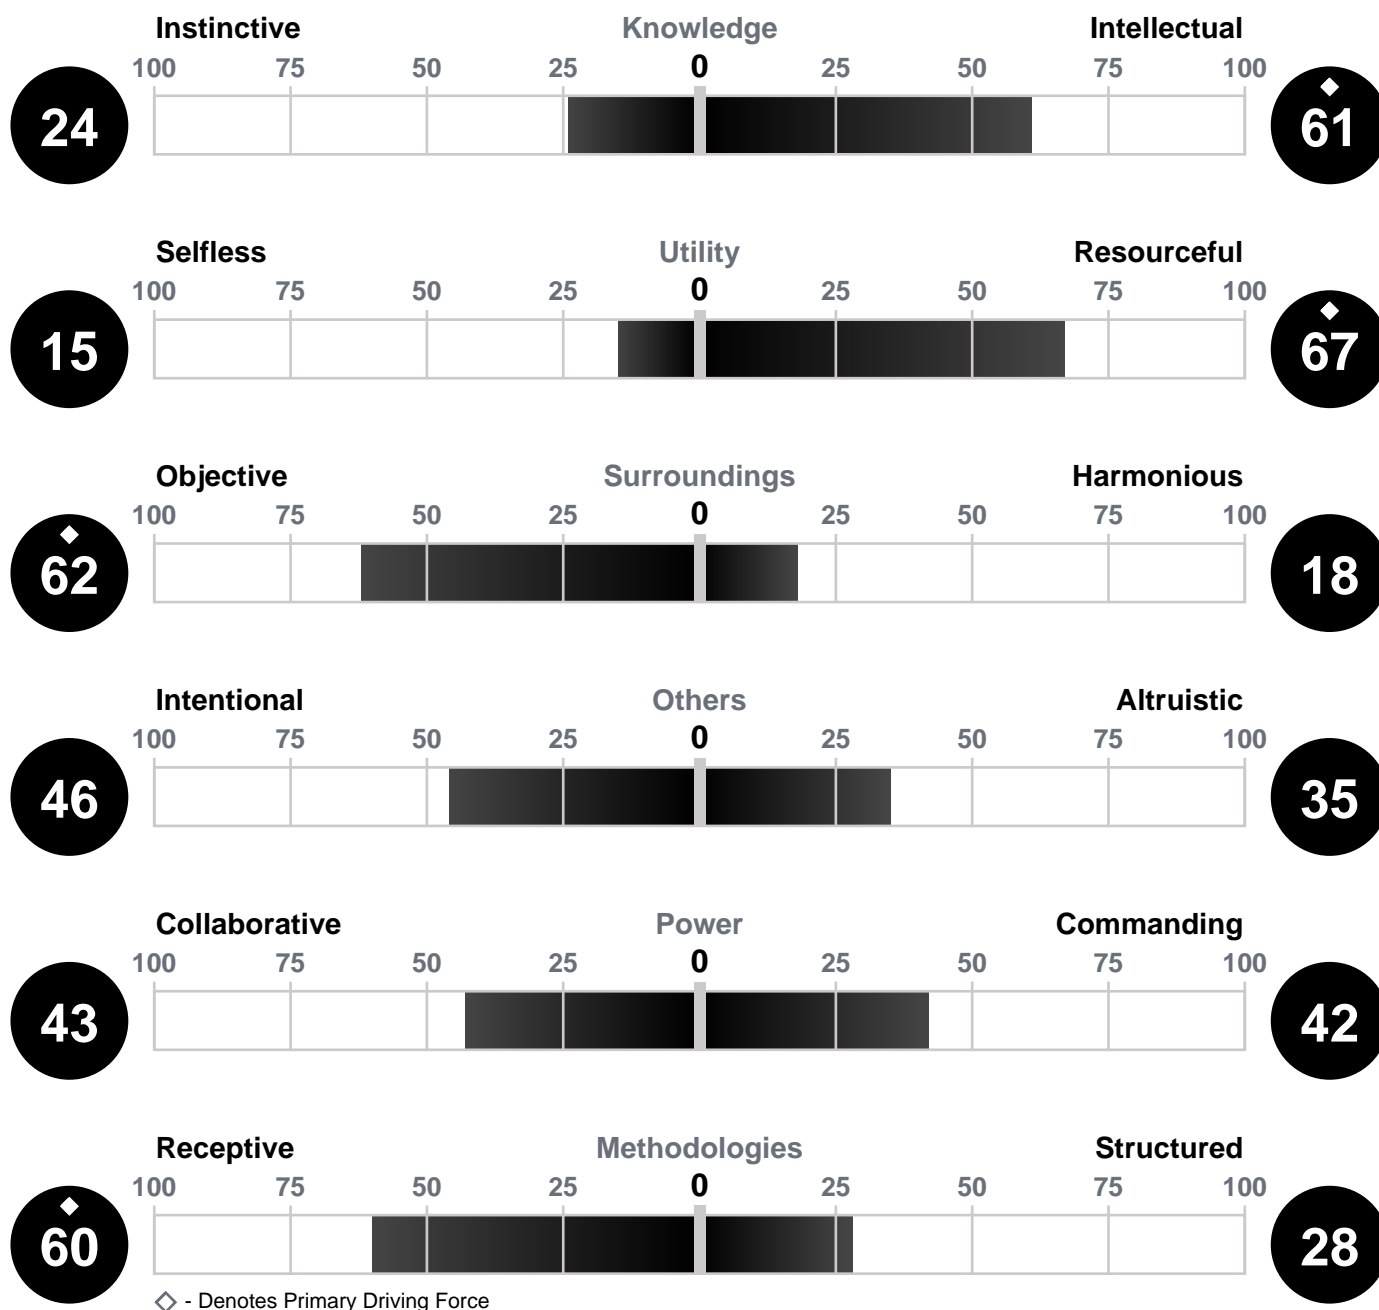 Instinctive Knowledge Intellectual
100 75 50 25 0 25 50 75 100
24 61
Selfless Utility Resourceful
100 75 50 25 0 25 50 75 100
15 67
Objective Surroundings Harmonious
100 75 50 25 0 25 50 75 100
62 18
Intentional Others Altruistic
100 75 50 25 0 25 50 75 100
46 35
Collaborative Power Commanding
100 75 50 25 0 25 50 75 100
43 42
Receptive Methodologies Structured
100 75 50 25 0 25 50 75 100
60 28
◇ - Denotes Primary Driving Force